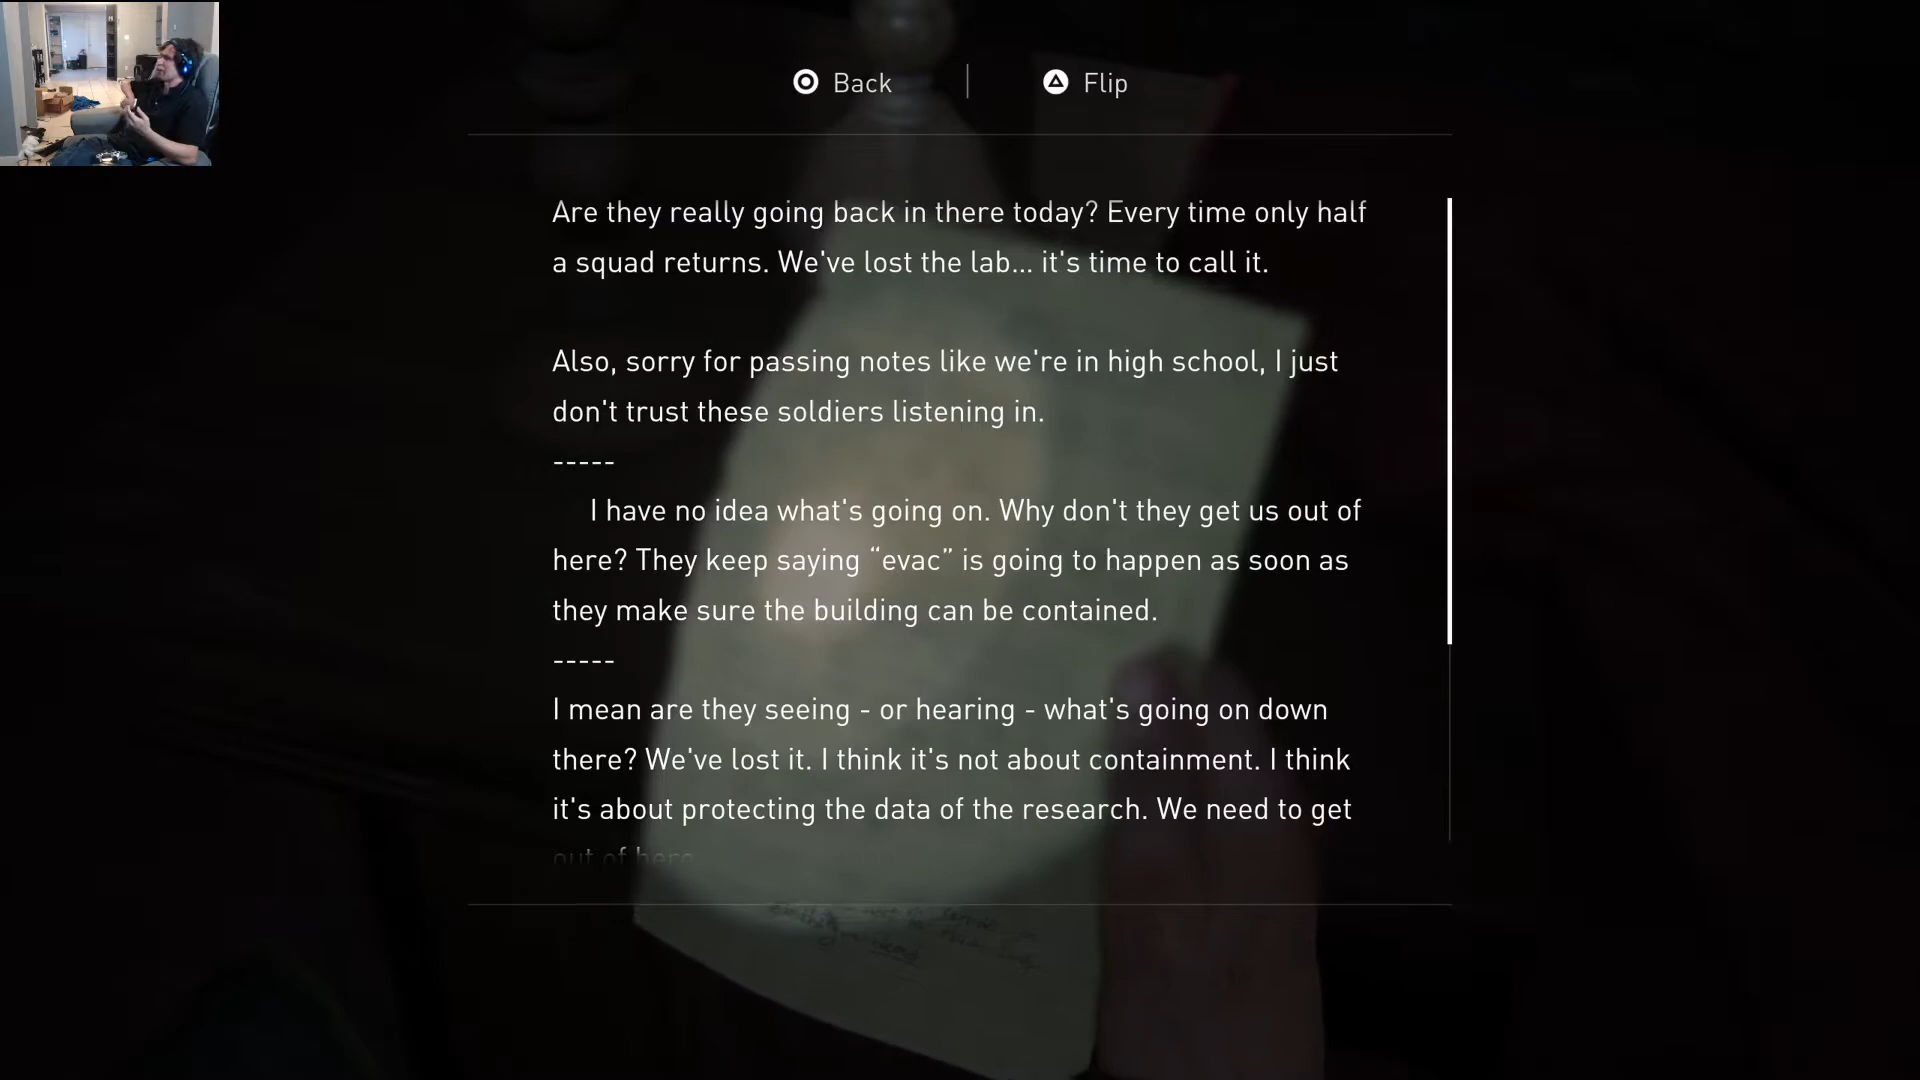 Back
Flip
Are they really going back in there today? Every time only half
a squad returns. We've lost the lab... it's time to call it.
Also, sorry for passing notes like we're in high school, I just
don't trust these soldiers listening in.
-----
I have no idea what's going on. Why don't they get us out of
here? They keep saying “evac” is going to happen as soon as
they make sure the building can be contained.
-----
I mean are they seeing - or hearing - what's going on down
there? We've lost it. I think it's not about containment. I think
it's about protecting the data of the research. We need to get
out of here